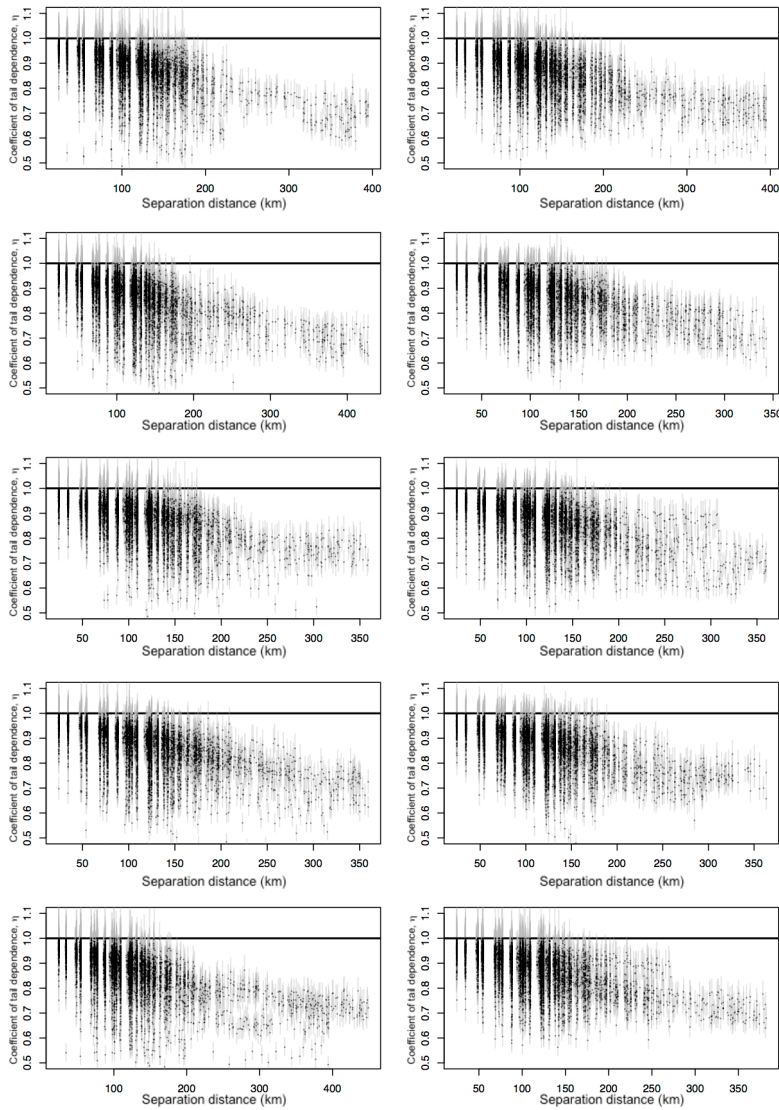 Coefficient of tail dependence, η
0.5 0.6 0.7 0.8 0.9 1.0 1.1
100 200 300 400
Separation distance (km)
Coefficient of tail dependence, η
0.5 0.6 0.7 0.8 0.9 1.0 1.1
100 200 300 400
Separation distance (km)
Coefficient of tail dependence, η
0.5 0.6 0.7 0.8 0.9 1.0 1.1
100 200 300 400
Separation distance (km)
Coefficient of tail dependence, η
0.5 0.6 0.7 0.8 0.9 1.0 1.1
50 100 150 200 250 300 350
Separation distance (km)
Coefficient of tail dependence, η
0.5 0.6 0.7 0.8 0.9 1.0 1.1
50 100 150 200 250 300 350
Separation distance (km)
Coefficient of tail dependence, η
0.5 0.6 0.7 0.8 0.9 1.0 1.1
50 100 150 200 250 300 350
Separation distance (km)
Coefficient of tail dependence, η
0.5 0.6 0.7 0.8 0.9 1.0 1.1
50 100 150 200 250 300 350
Separation distance (km)
Coefficient of tail dependence, η
0.5 0.6 0.7 0.8 0.9 1.0 1.1
50 100 150 200 250 300 350
Separation distance (km)
Coefficient of tail dependence, η
0.5 0.6 0.7 0.8 0.9 1.0 1.1
100 200 300 400
Separation distance (km)
Coefficient of tail dependence, η
0.5 0.6 0.7 0.8 0.9 1.0 1.1
50 100 150 200 250 300 350
Separation distance (km)